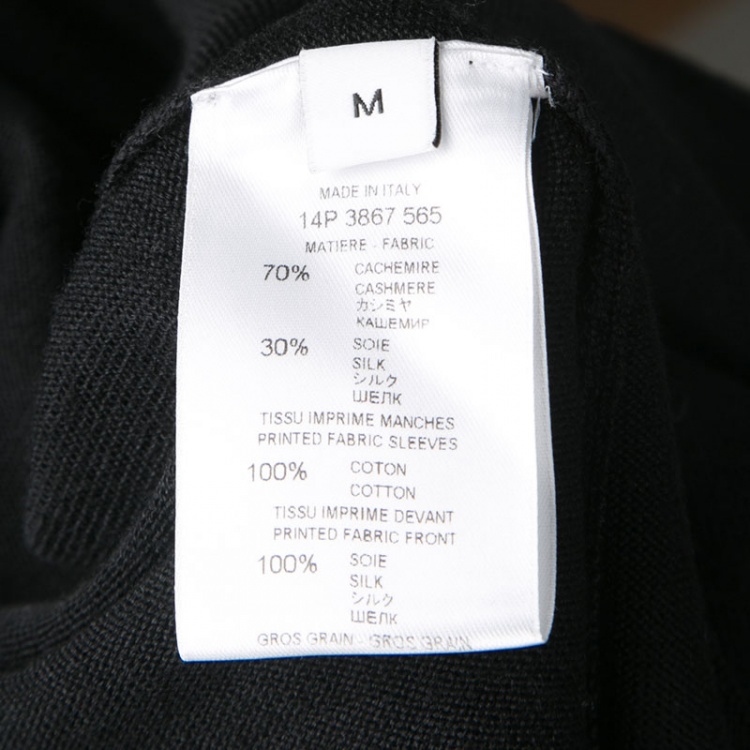 M
MADE IN ITALY
14P 3867 565
MATIERE - FABRIC
70% CACHEMIRE
CASHMERE
カシミヤ
КАШЕМИР
30% SOIE
SILK
シルク
ШЕЛК
TISSU IMPRIME MANCHES
PRINTED FABRIC SLEEVES
100% COTON
COTTON
TISSU IMPRIME DEVANT
PRINTED FABRIC FRONT
100% SOIE
SILK
シルク
ШЕЛК
GROS GRAIN - GROS GRAIN